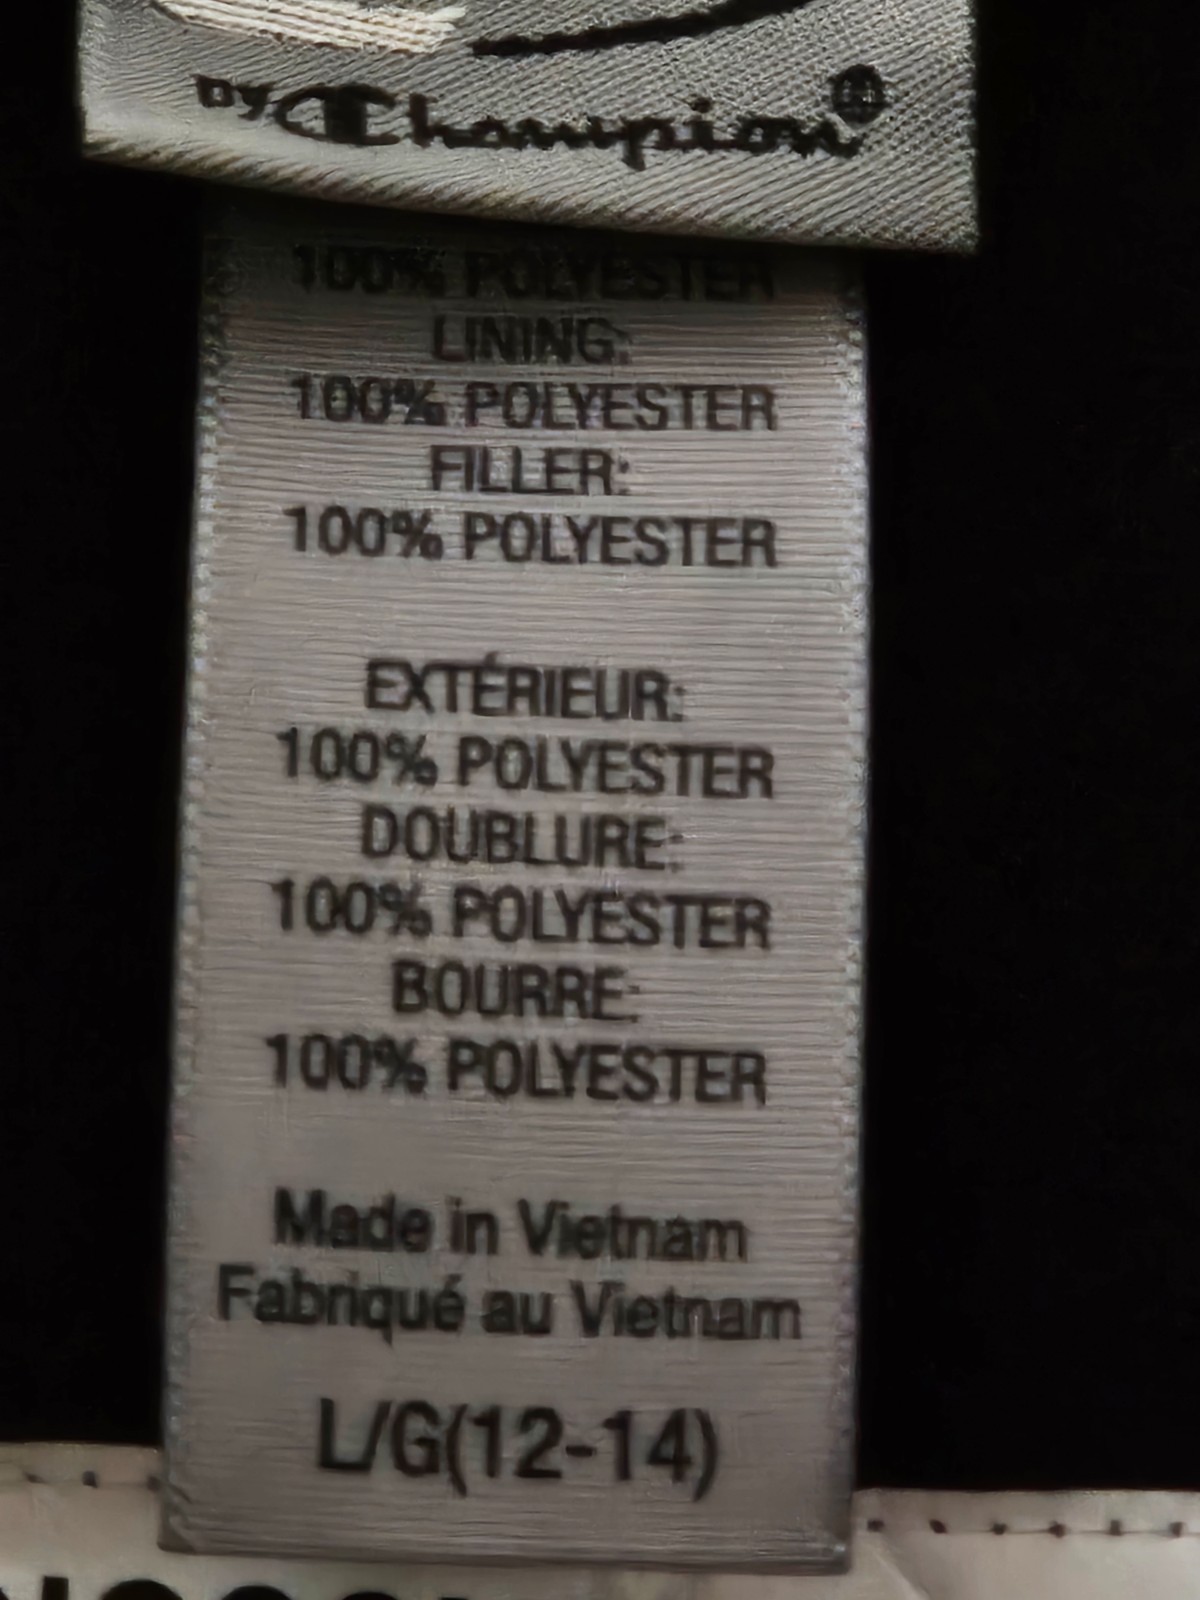 BY Champion®
100% POLYESTER
LINING:
100% POLYESTER
FILLER:
100% POLYESTER
EXTÉRIEUR:
100% POLYESTER
DOUBLURE:
100% POLYESTER
BOURRE:
100% POLYESTER
Made in Vietnam
Fabriqué au Vietnam
L/G(12-14)